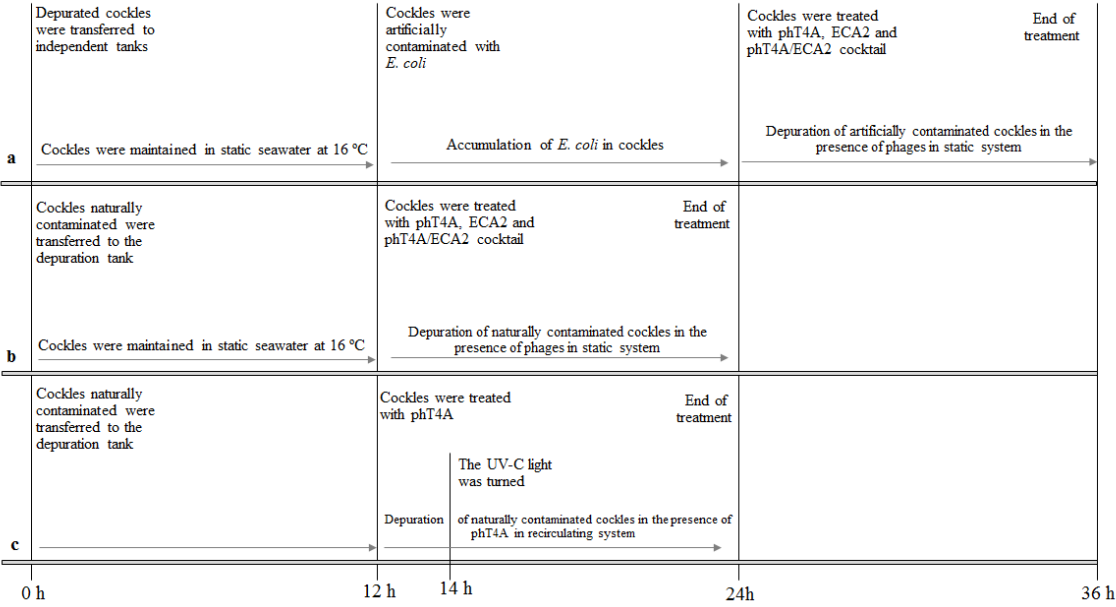 Depurated cockles
were transferred to
independent tanks
Cockles were
artificially
contaminated with
E. coli
Cockles were treated
with phT4A, ECA2 and
phT4A/ECA2 cocktail
End of
treatment
a
Cockles were maintained in static seawater at 16 ºC
Accumulation of E. coli in cockles
Depuration of artificially contaminated cockles in the
presence of phages in static system
Cockles naturally
contaminated were
transferred to the
depuration tank
Cockles were treated
with phT4A, ECA2 and
phT4A/ECA2 cocktail
End of
treatment
b
Cockles were maintained in static seawater at 16 ºC
Depuration of naturally contaminated cockles in the
presence of phages in static system
Cockles naturally
contaminated were
transferred to the
depuration tank
Cockles were treated
with phT4A
End of
treatment
The UV-C light
was turned
c
Depuration of naturally contaminated cockles in the presence of
phT4A in recirculating system
0 h 12 h 14 h 24h 36 h